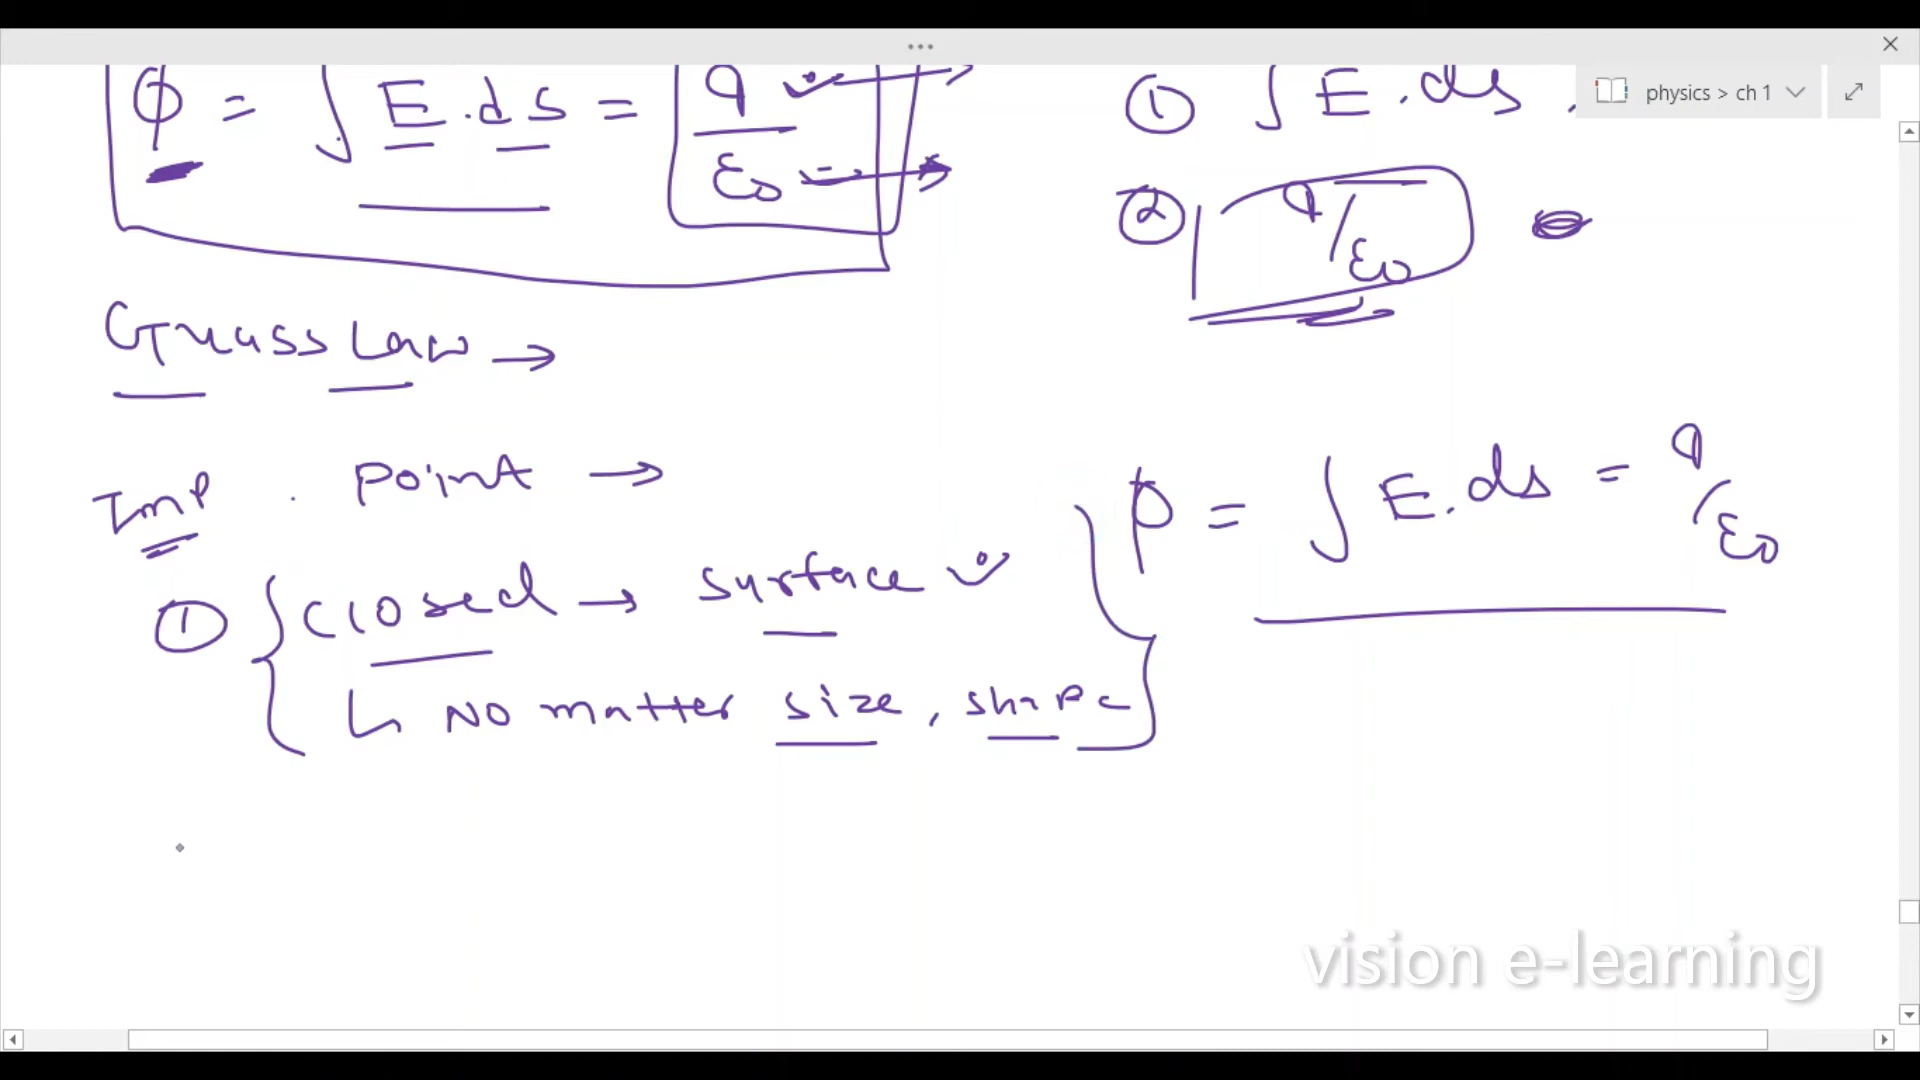 ...
physics > ch 1
ϕ = ∫ E.ds = q/ε0
① ∫ E.ds .
② q/ε0
Guass Law →
Imp . Point →
ϕ = ∫ E.ds = q/ε0
① { Closed → surface
↳ NO matter size, shape }
vision e-learning